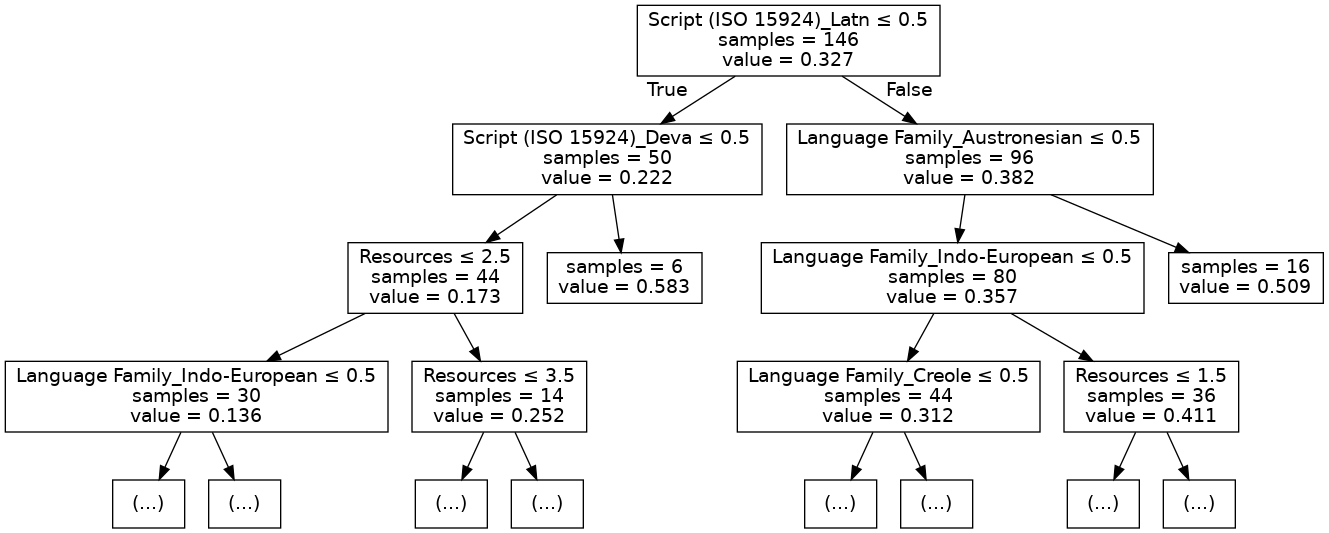 Script (ISO 15924)_Latn ≤ 0.5
samples = 146
value = 0.327
True
False
Script (ISO 15924)_Deva ≤ 0.5
samples = 50
value = 0.222
Language Family_Austronesian ≤ 0.5
samples = 96
value = 0.382
Resources ≤ 2.5
samples = 44
value = 0.173
samples = 6
value = 0.583
Language Family_Indo-European ≤ 0.5
samples = 80
value = 0.357
samples = 16
value = 0.509
Language Family_Indo-European ≤ 0.5
samples = 30
value = 0.136
Resources ≤ 3.5
samples = 14
value = 0.252
Language Family_Creole ≤ 0.5
samples = 44
value = 0.312
Resources ≤ 1.5
samples = 36
value = 0.411
(...)
(...)
(...)
(...)
(...)
(...)
(...)
(...)